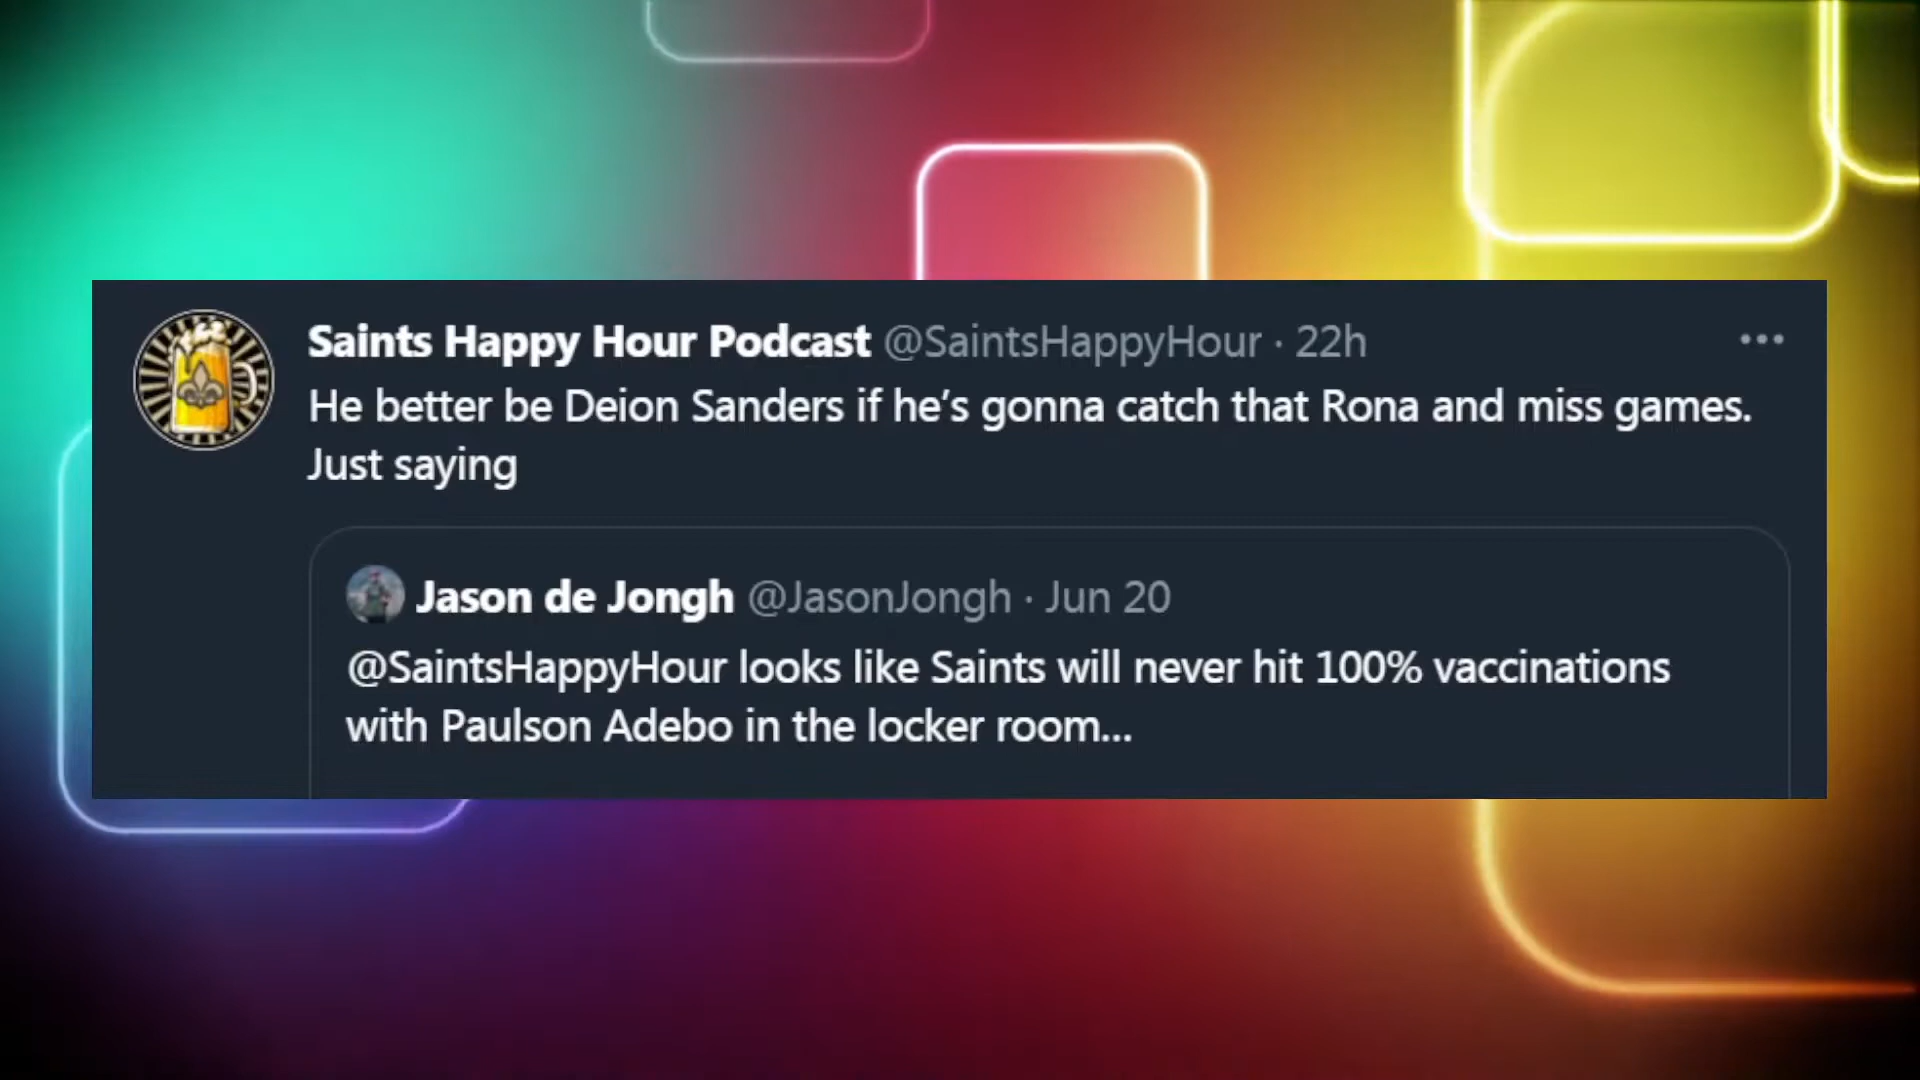 Saints Happy Hour Podcast @SaintsHappyHour · 22h
He better be Deion Sanders if he's gonna catch that Rona and miss games.
Just saying
Jason de Jongh @JasonJongh · Jun 20
@SaintsHappyHour looks like Saints will never hit 100% vaccinations
with Paulson Adebo in the locker room...